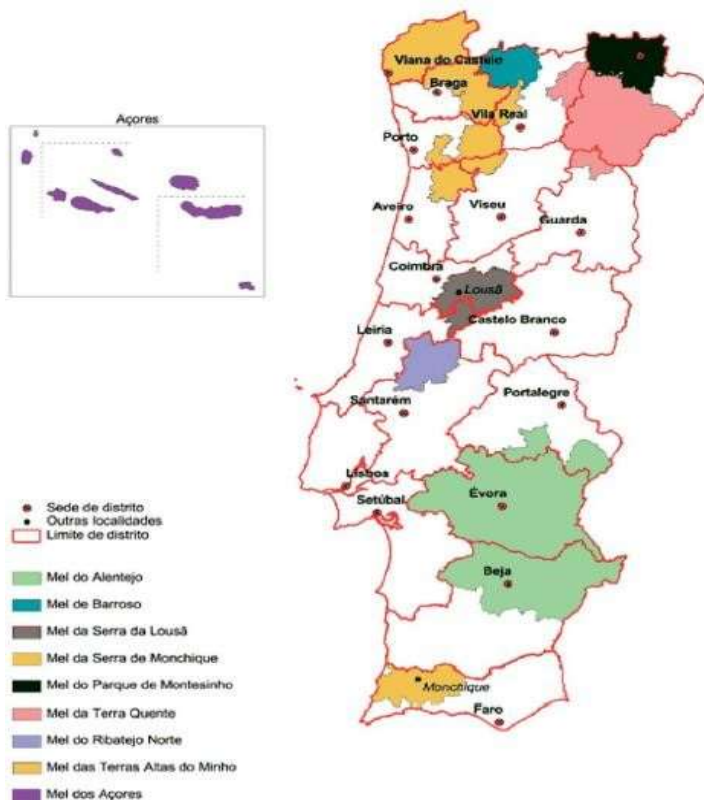 Viana do Castelo
Braga
Vila Real
Açores
Porto
Aveiro
Viseu
Guarda
Coimbra
Lousã
Castelo Branco
Leiria
Portalegre
Santarém
Lisboa
Évora
Setúbal
Beja
Monchique
Faro
Sede de distrito
Outras localidades
Limite de distrito
Mel do Alentejo
Mel de Barroso
Mel da Serra da Lousã
Mel da Serra de Monchique
Mel do Parque de Montesinho
Mel da Terra Quente
Mel do Ribatejo Norte
Mel das Terras Altas do Minho
Mel dos Açores